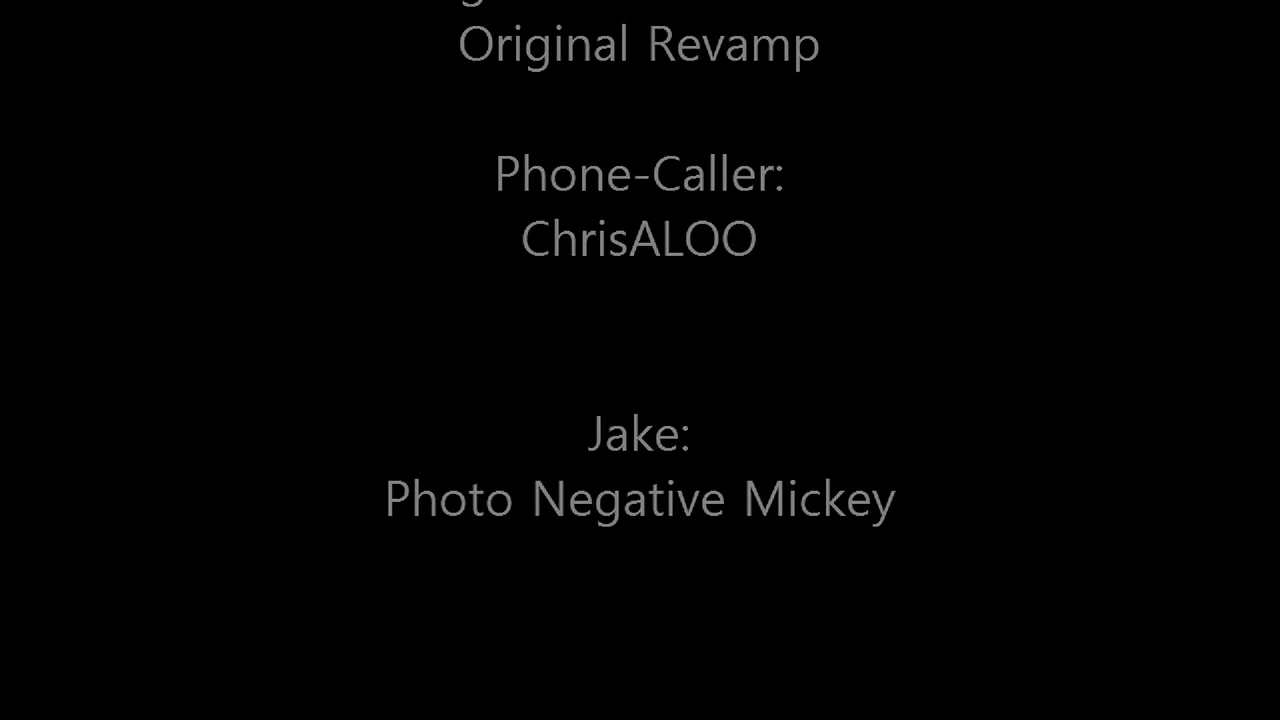 Original Revamp
Phone-Caller:
ChrisALOO
Jake:
Photo Negative Mickey